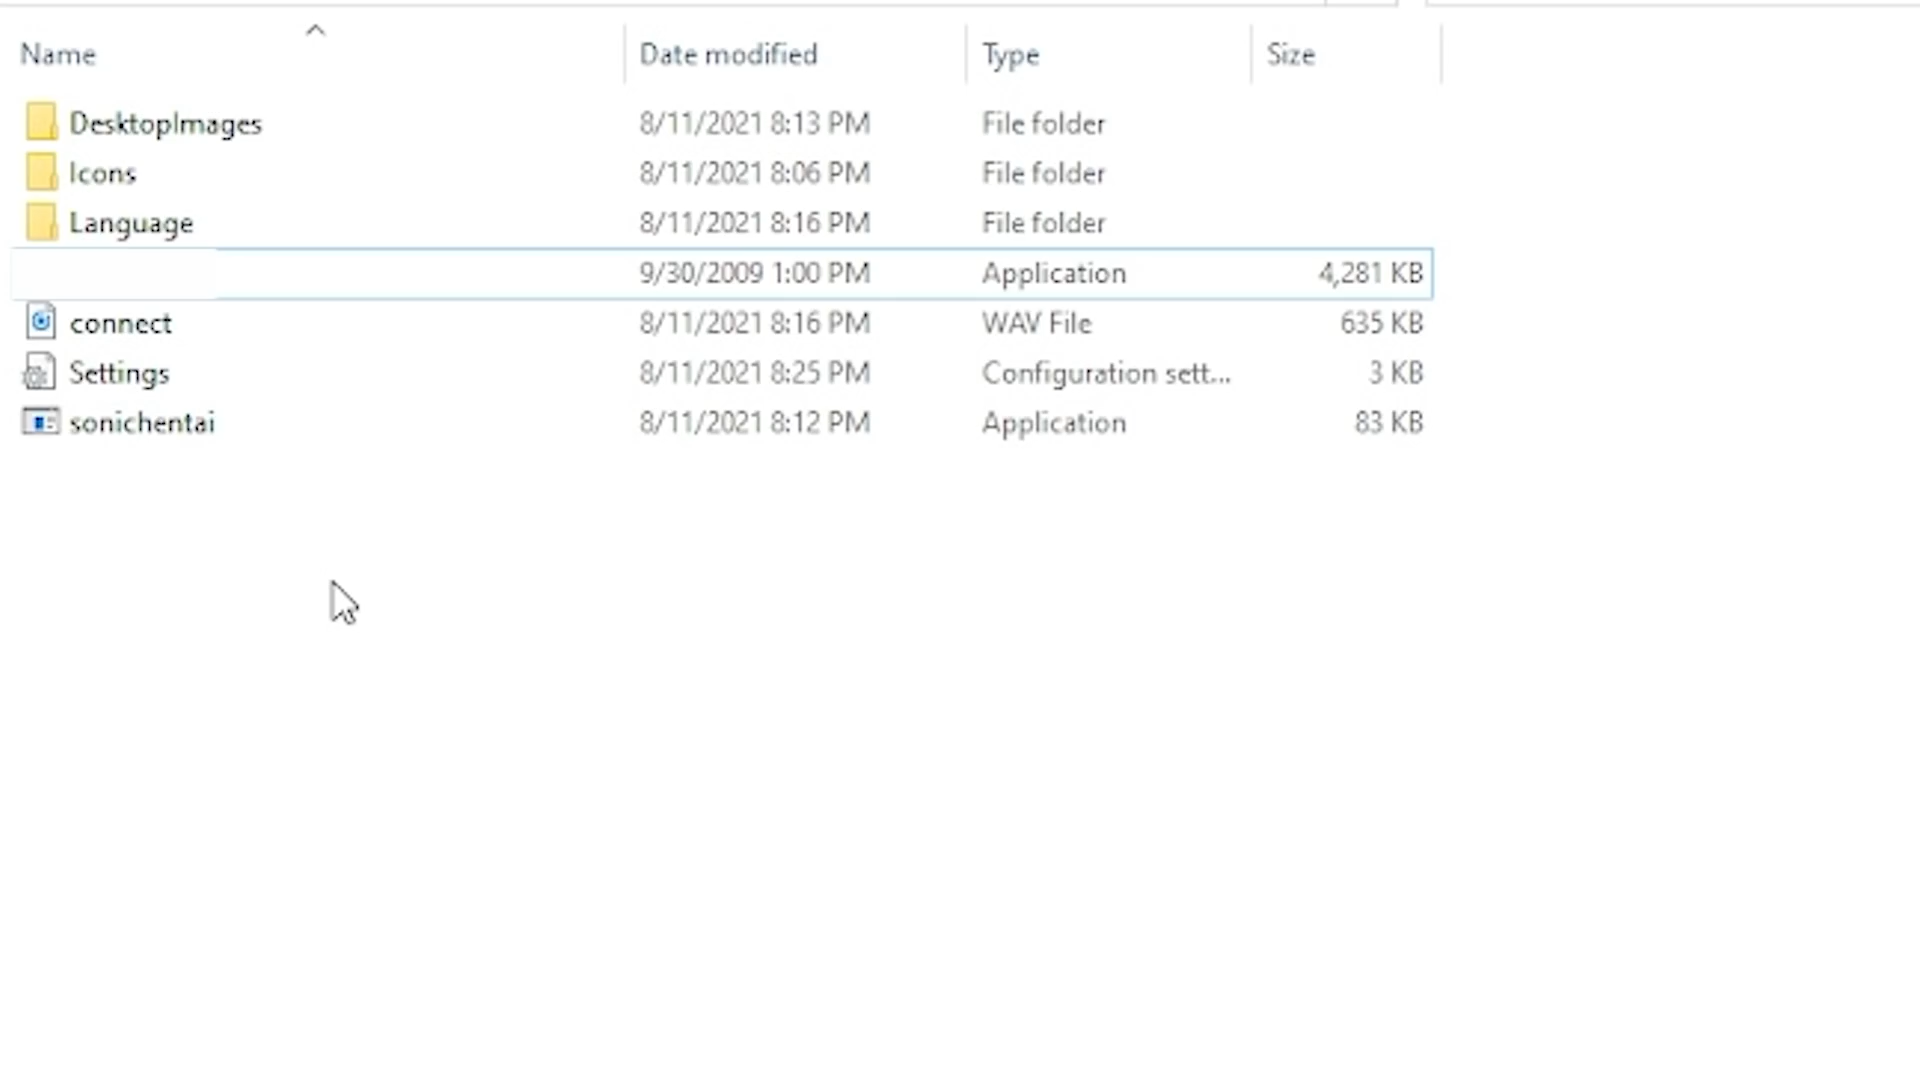 Name Date modified Type Size
DesktopImages 8/11/2021 8:13 PM File folder
Icons 8/11/2021 8:06 PM File folder
Language 8/11/2021 8:16 PM File folder
9/30/2009 1:00 PM Application 4,281 KB
connect 8/11/2021 8:16 PM WAV File 635 KB
Settings 8/11/2021 8:25 PM Configuration sett... 3 KB
sonichentai 8/11/2021 8:12 PM Application 83 KB